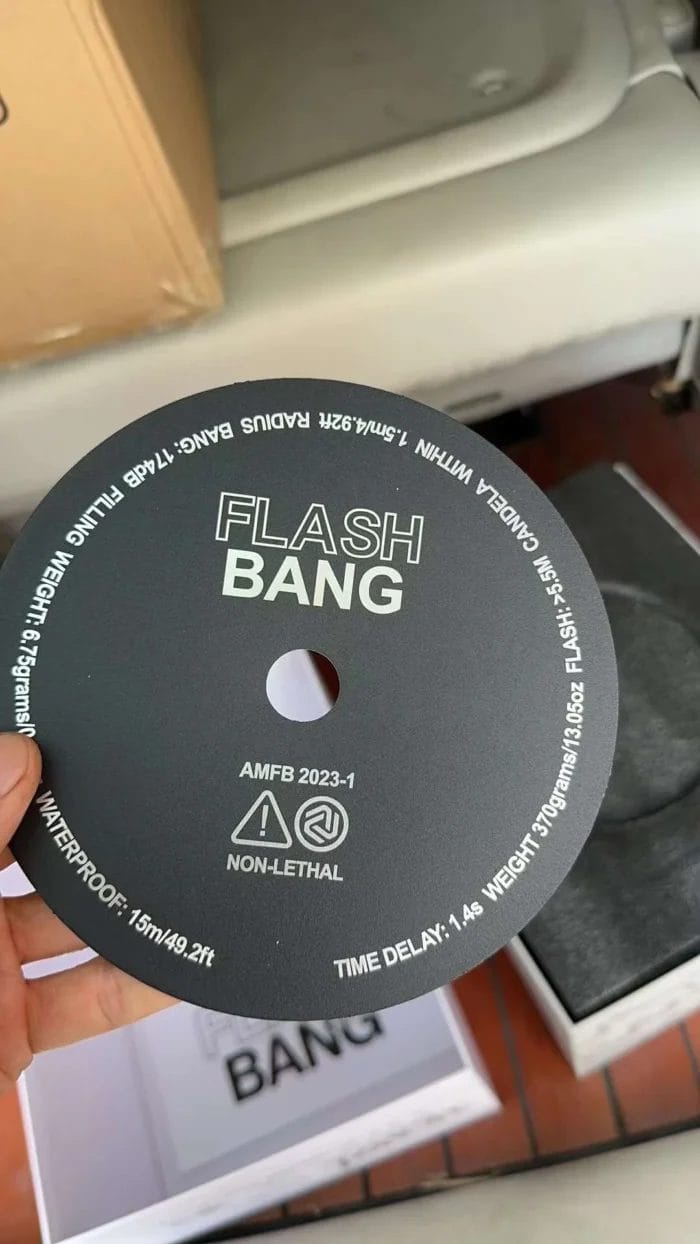 FLASH
BANG
AMFB 2023-1
NON-LETHAL
TIME DELAY: 1.4s WEIGHT 370grams/13.05oz FLASH: >5.5M CANDELA WITHIN 1.5m/4.92ft RADIUS BANG: 174dB FILLING WEIGHT: 6.75grams/
WATERPROOF: 15m/49.2ft
BANG